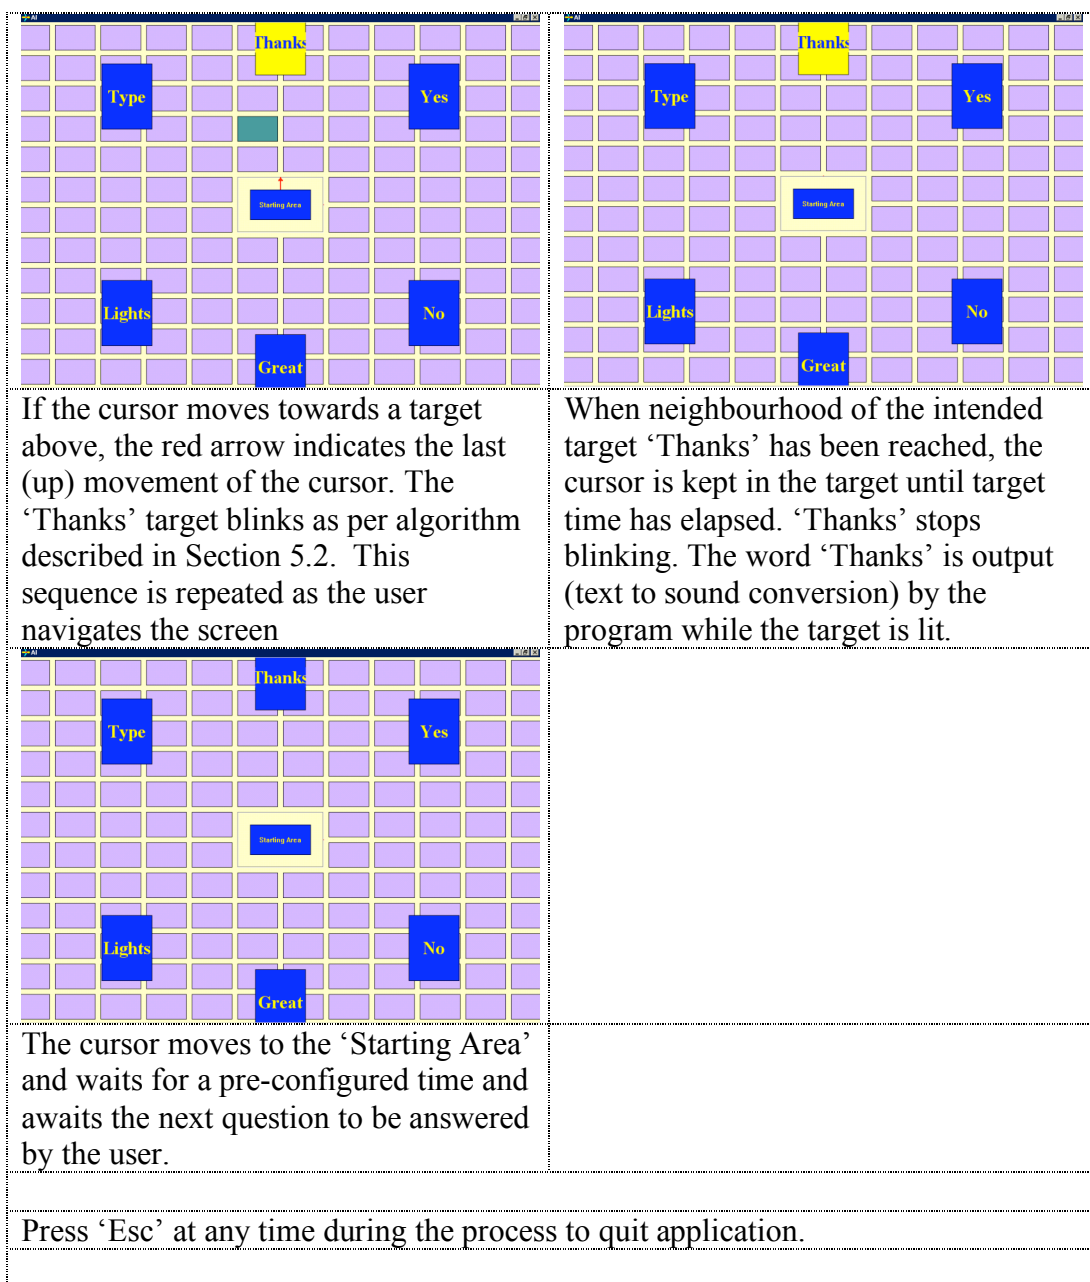 AI
Thanks
Type
Yes
Starting Area
Lights
No
Great
AI
Thanks
Type
Yes
Starting Area
Lights
No
Great
If the cursor moves towards a target
above, the red arrow indicates the last
(up) movement of the cursor. The
‘Thanks’ target blinks as per algorithm
described in Section 5.2.  This
sequence is repeated as the user
navigates the screen
When neighbourhood of the intended
target ‘Thanks’ has been reached, the
cursor is kept in the target until target
time has elapsed. ‘Thanks’ stops
blinking. The word ‘Thanks’ is output
(text to sound conversion) by the
program while the target is lit.
AI
Thanks
Type
Yes
Starting Area
Lights
No
Great
The cursor moves to the ‘Starting Area’
and waits for a pre-configured time and
awaits the next question to be answered
by the user.
Press ‘Esc’ at any time during the process to quit application.